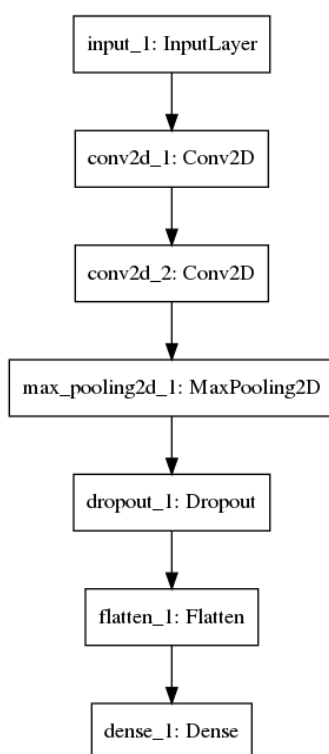 input_1: InputLayer
conv2d_1: Conv2D
conv2d_2: Conv2D
max_pooling2d_1: MaxPooling2D
dropout_1: Dropout
flatten_1: Flatten
dense_1: Dense